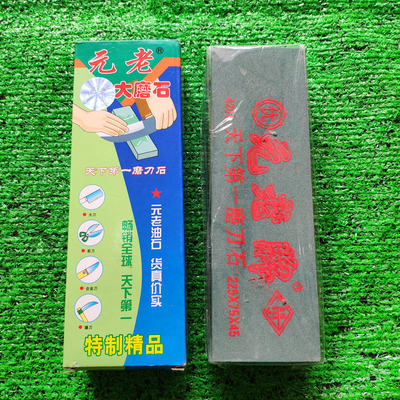 元老®
大磨石
天下第一磨刀石
★元老油石 货真价实
畅销全球 天下第一
特制精品
元老牌
天下第一磨刀石 225X75X45